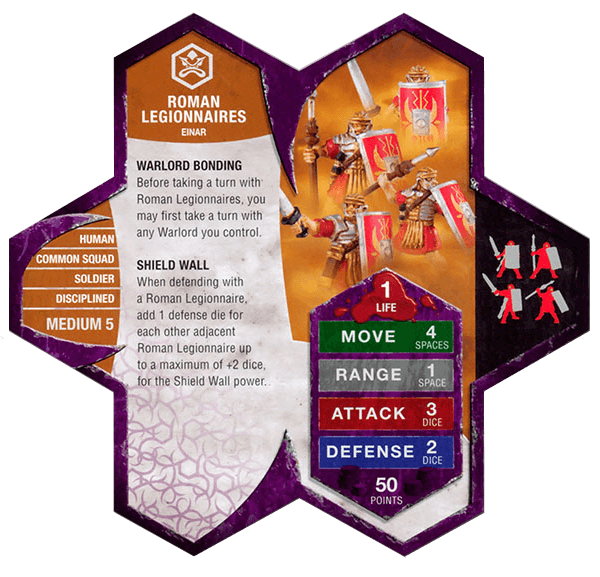 ROMAN
LEGIONNAIRES
EINAR
WARLORD BONDING
Before taking a turn with
Roman Legionnaires, you
may first take a turn with
any Warlord you control.
SHIELD WALL
When defending with
a Roman Legionnaire,
add 1 defense die for
each other adjacent
Roman Legionnaire up
to a maximum of +2 dice,
for the Shield Wall power.
HUMAN
COMMON SQUAD
SOLDIER
DISCIPLINED
MEDIUM 5
1
LIFE
MOVE 4
SPACES
RANGE 1
SPACE
ATTACK 3
DICE
DEFENSE 2
DICE
50
POINTS